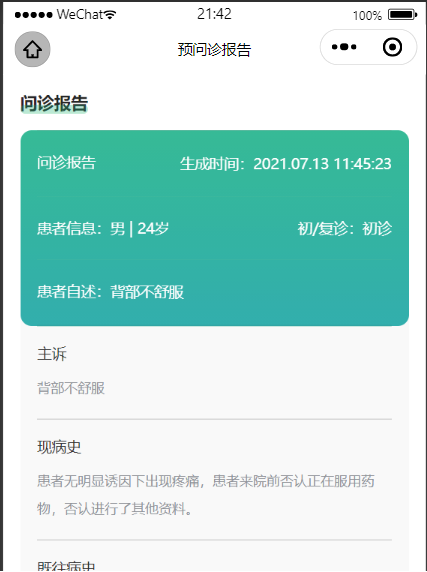 WeChat 21:42 100%
预问诊报告
问诊报告
问诊报告 生成时间：2021.07.13 11:45:23
患者信息：男 | 24岁 初/复诊：初诊
患者自述：背部不舒服
主诉
背部不舒服
现病史
患者无明显诱因下出现疼痛，患者来院前否认正在服用药
物，否认进行了其他资料。
既往病史